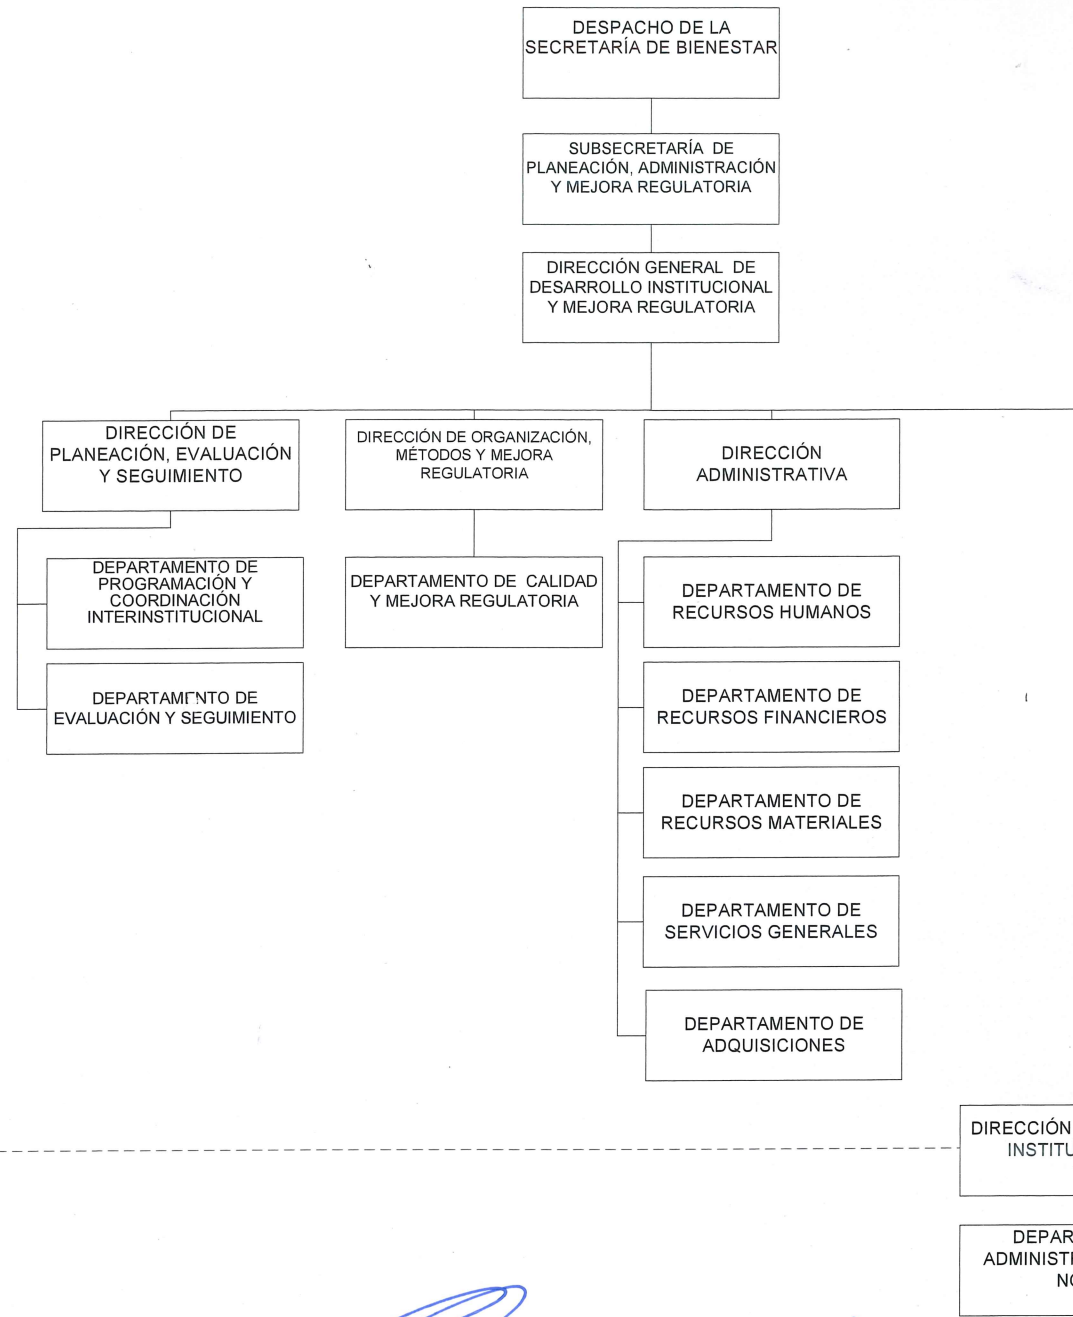 DESPACHO DE LA
SECRETARÍA DE BIENESTAR
SUBSECRETARÍA DE
PLANEACIÓN, ADMINISTRACIÓN
Y MEJORA REGULATORIA
DIRECCIÓN GENERAL DE
DESARROLLO INSTITUCIONAL
Y MEJORA REGULATORIA
DIRECCIÓN DE
PLANEACIÓN, EVALUACIÓN
Y SEGUIMIENTO
DEPARTAMENTO DE
PROGRAMACIÓN Y
COORDINACIÓN
INTERINSTITUCIONAL
DEPARTAMENTO DE
EVALUACIÓN Y SEGUIMIENTO
DIRECCIÓN DE ORGANIZACIÓN,
MÉTODOS Y MEJORA
REGULATORIA
DEPARTAMENTO DE CALIDAD
Y MEJORA REGULATORIA
DIRECCIÓN
ADMINISTRATIVA
DEPARTAMENTO DE
RECURSOS HUMANOS
DEPARTAMENTO DE
RECURSOS FINANCIEROS
DEPARTAMENTO DE
RECURSOS MATERIALES
DEPARTAMENTO DE
SERVICIOS GENERALES
DEPARTAMENTO DE
ADQUISICIONES
DIRECCIÓN
INSTITU
DEPAR
ADMINIST